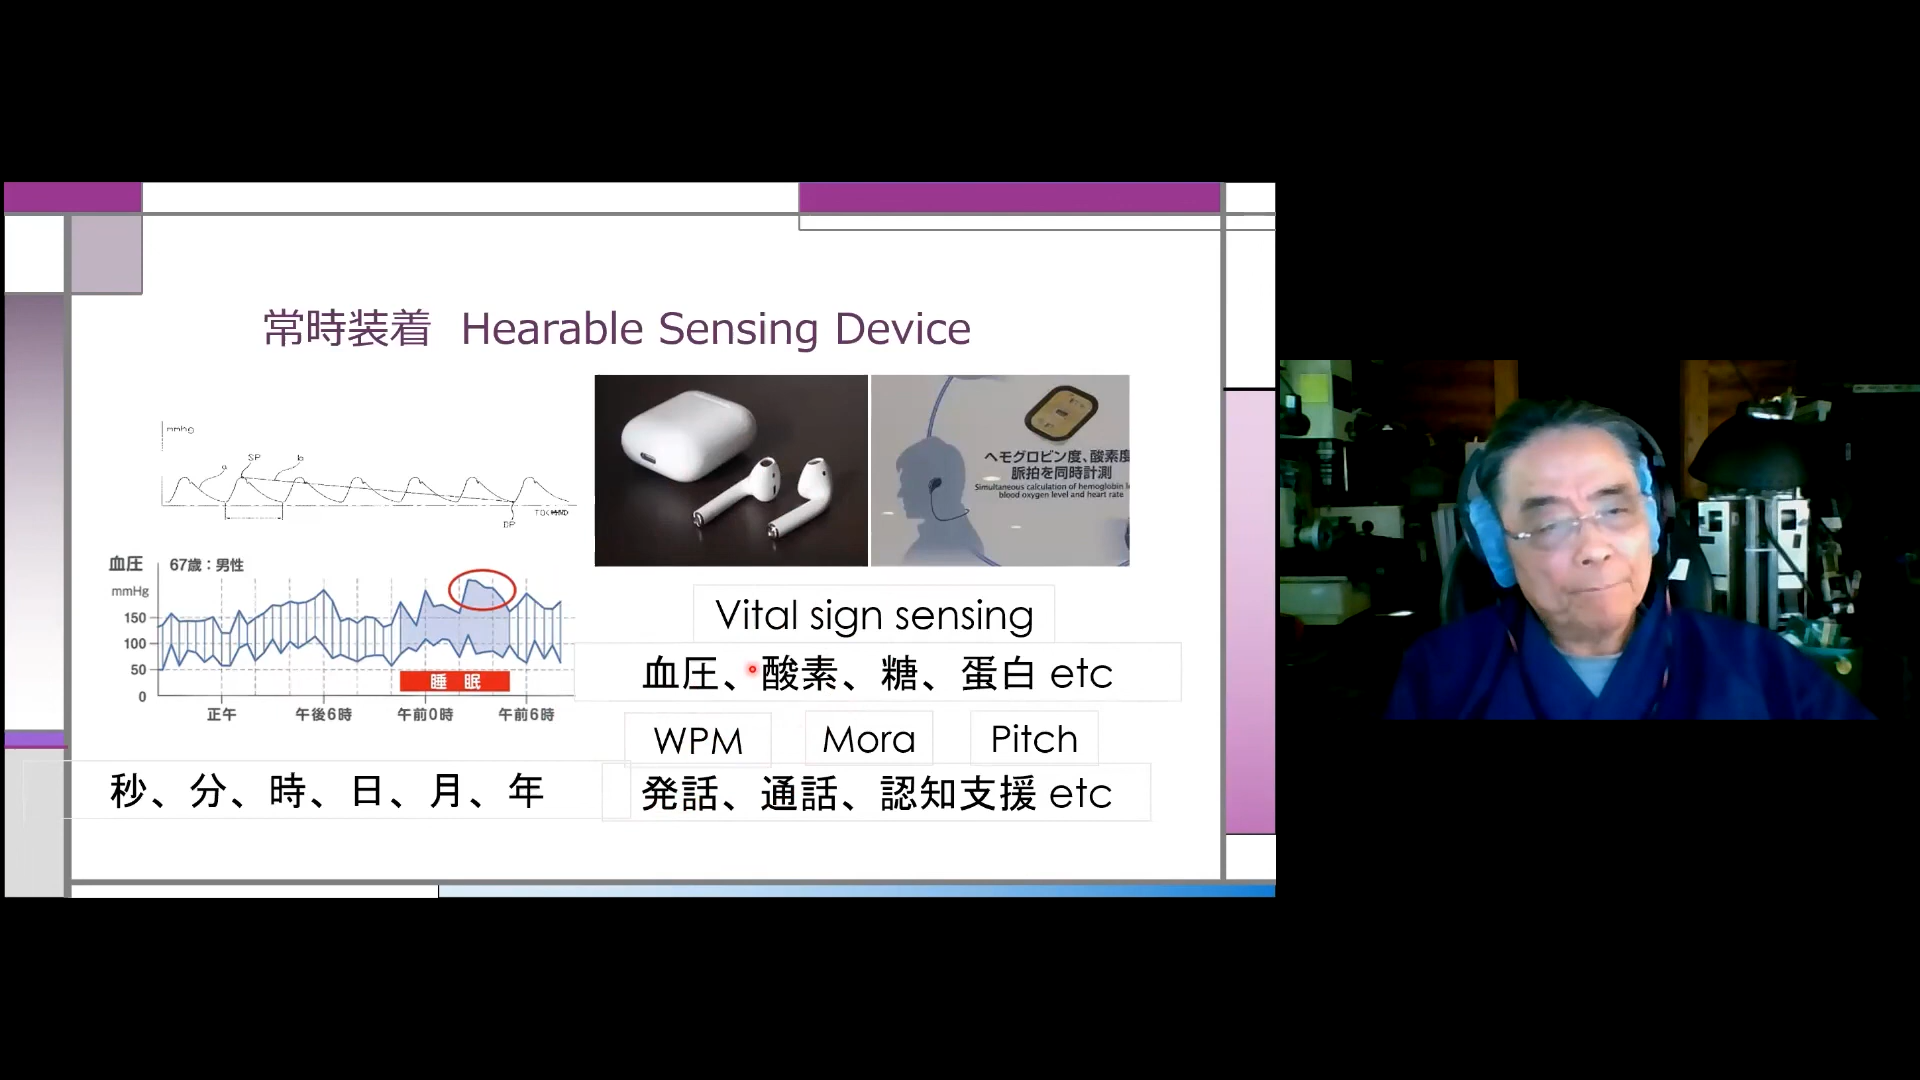 常時装着 Hearable Sensing Device
mmhg
a
SP
b
DP
血圧
mmHg
67歳：男性
150
100
50
0
睡眠
正午
午後6時
午前0時
午前6時
秒、分、時、日、月、年
ヘモグロビン度、酸素度
脈拍を同時計測
Simultaneous calculation of hemoglobin l
blood oxygen level and heart rate
Vital sign sensing
血圧、酸素、糖、蛋白 etc
WPM
Mora
Pitch
発話、通話、認知支援 etc